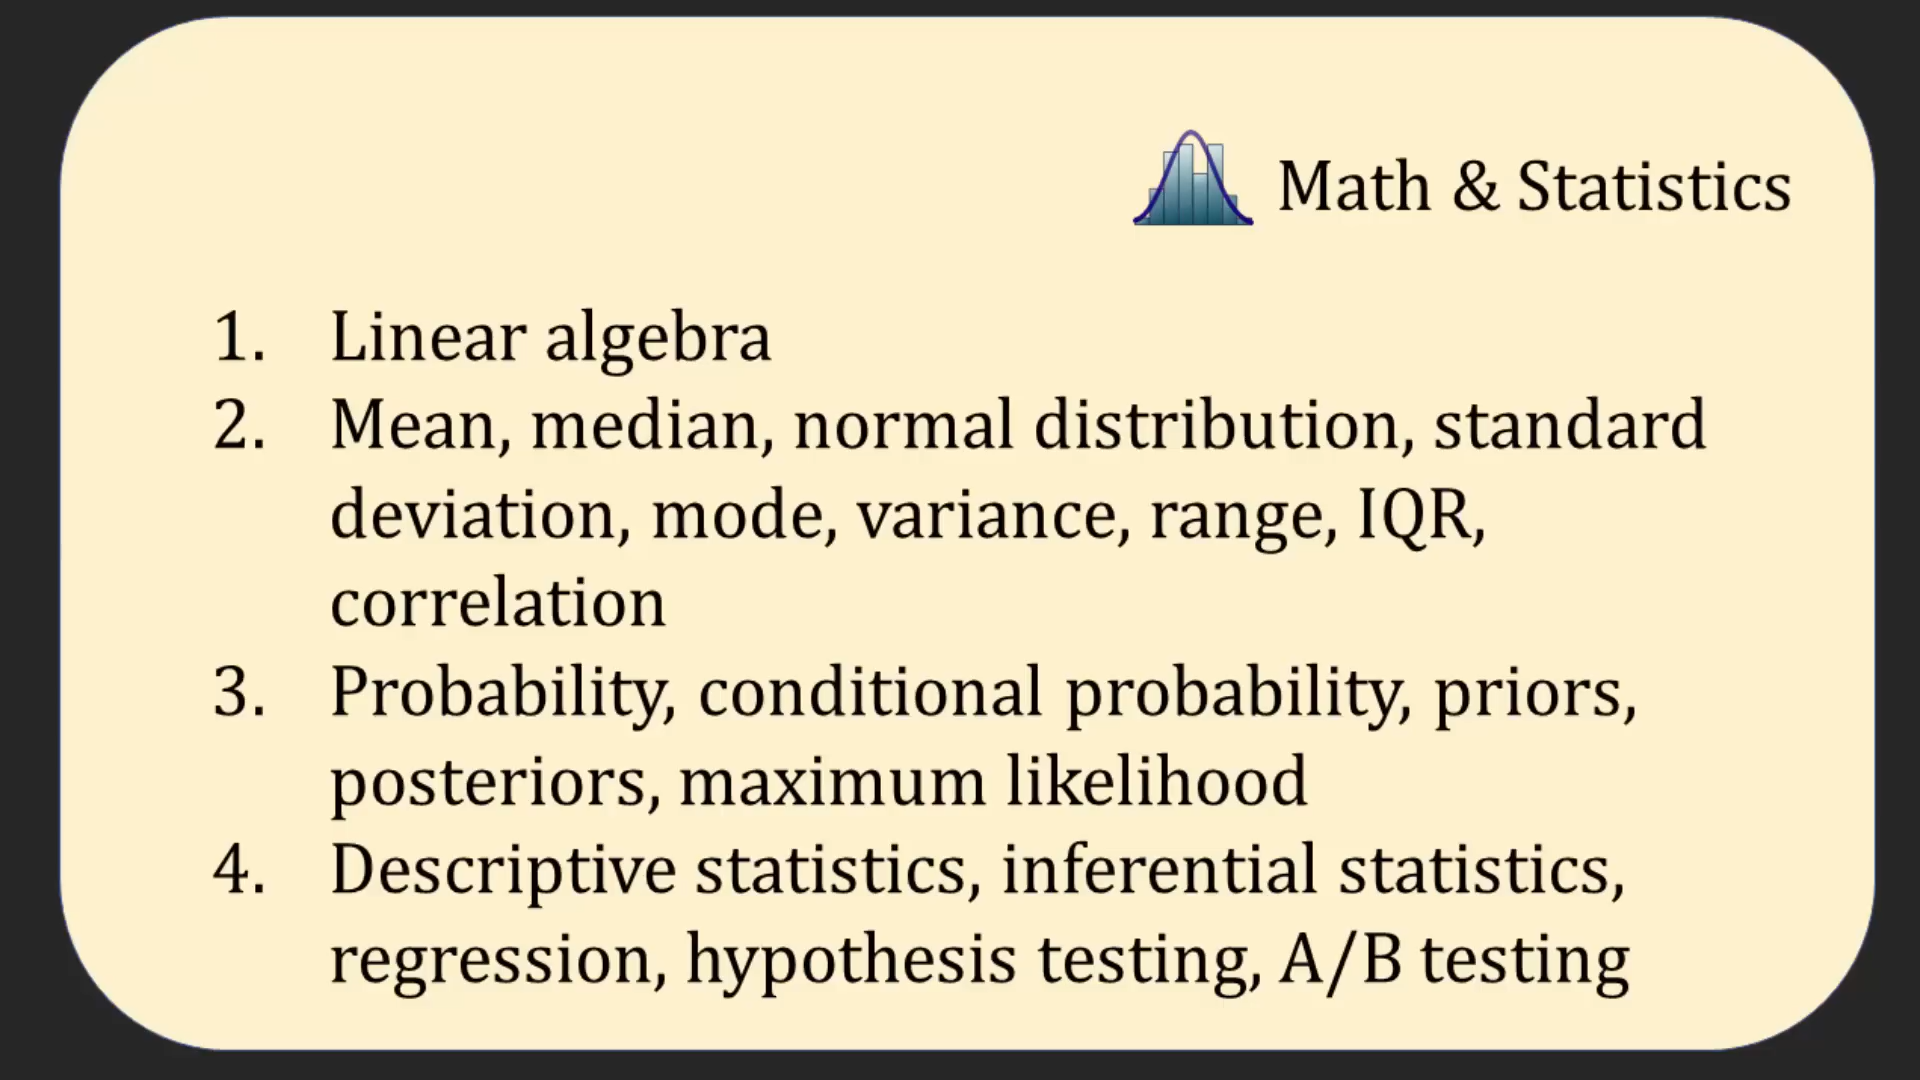 Math & Statistics
1. Linear algebra
2. Mean, median, normal distribution, standard
deviation, mode, variance, range, IQR,
correlation
3. Probability, conditional probability, priors,
posteriors, maximum likelihood
4. Descriptive statistics, inferential statistics,
regression, hypothesis testing, A/B testing